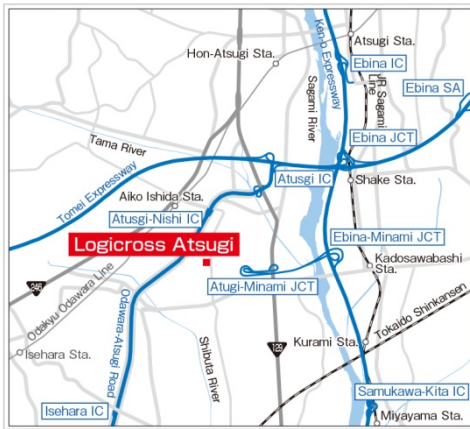 Atsugi Sta.
Hon-Atsugi Sta.
Ken-o Expressway
Ebina IC
JR Sagami
Line
Ebina SA
Sagami River
Tama River
Ebina JCT
Tomei Expressway
Atusgi IC
Shake Sta.
Aiko Ishida Sta.
Atusgi-Nishi IC
Logicross Atsugi
Ebina-Minami JCT
Kadosawabashi
Sta.
246
Odakyu Odawara Line
Atugi-Minami JCT
Odawara-Atsugi Road
Tokaido Shinkansen
Isehara Sta.
Shibuta River
129
Kurami Sta.
Samukawa-Kita IC
Isehara IC
Miyayama Sta.